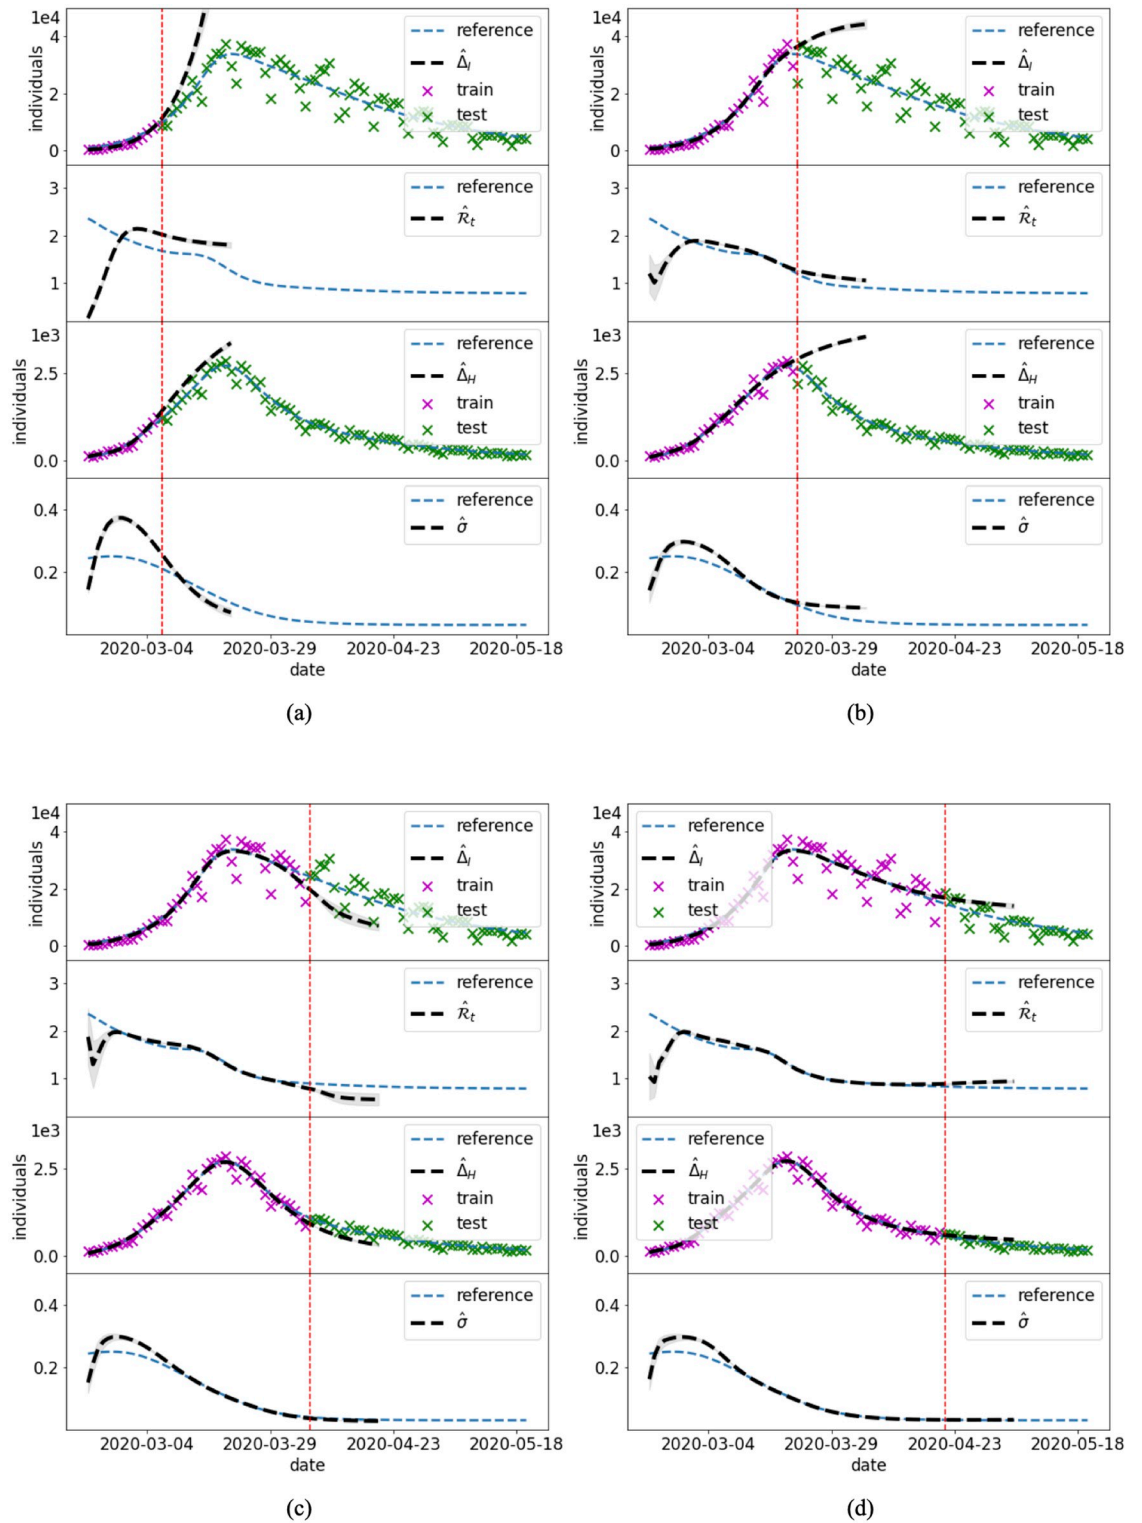 1e4
4
2
0
individuals
reference
Δ̂_I
train
test
3
2
1
reference
ℛ̂_t
1e3
2.5
0.0
individuals
reference
Δ̂_H
train
test
0.4
0.2
reference
σ̂
2020-03-04 2020-03-29 2020-04-23 2020-05-18
date
(a)
1e4
4
2
0
individuals
reference
Δ̂_I
train
test
3
2
1
reference
ℛ̂_t
1e3
2.5
0.0
individuals
reference
Δ̂_H
train
test
0.4
0.2
reference
σ̂
2020-03-04 2020-03-29 2020-04-23 2020-05-18
date
(b)
1e4
4
2
0
individuals
reference
Δ̂_I
train
test
3
2
1
reference
ℛ̂_t
1e3
2.5
0.0
individuals
reference
Δ̂_H
train
test
0.4
0.2
reference
σ̂
2020-03-04 2020-03-29 2020-04-23 2020-05-18
date
(c)
1e4
4
2
0
individuals
reference
Δ̂_I
train
test
3
2
1
reference
ℛ̂_t
1e3
2.5
0.0
individuals
reference
Δ̂_H
train
test
0.4
0.2
reference
σ̂
2020-03-04 2020-03-29 2020-04-23 2020-05-18
date
(d)